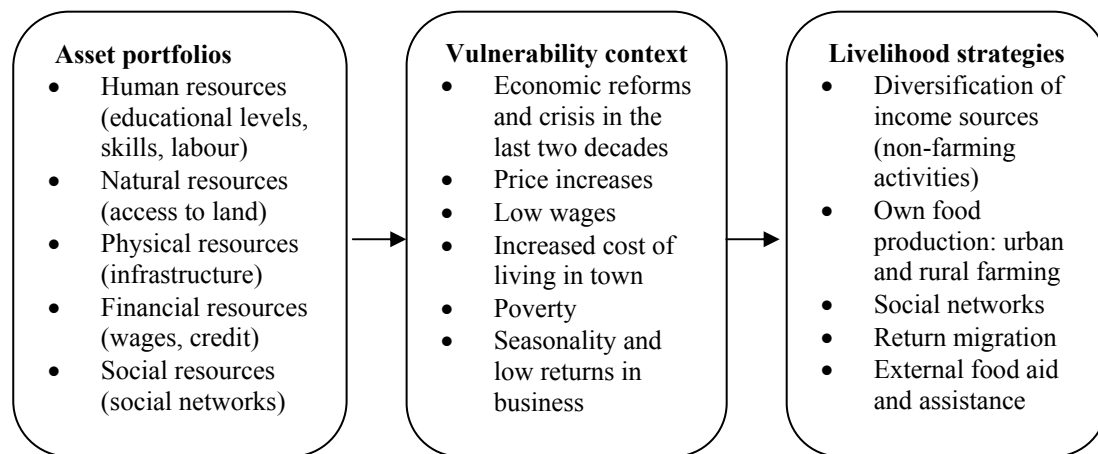 Asset portfolios
• Human resources
(educational levels,
skills, labour)
• Natural resources
(access to land)
• Physical resources
(infrastructure)
• Financial resources
(wages, credit)
• Social resources
(social networks)
Vulnerability context
• Economic reforms
and crisis in the
last two decades
• Price increases
• Low wages
• Increased cost of
living in town
• Poverty
• Seasonality and
low returns in
business
Livelihood strategies
• Diversification of
income sources
(non-farming
activities)
• Own food
production: urban
and rural farming
• Social networks
• Return migration
• External food aid
and assistance